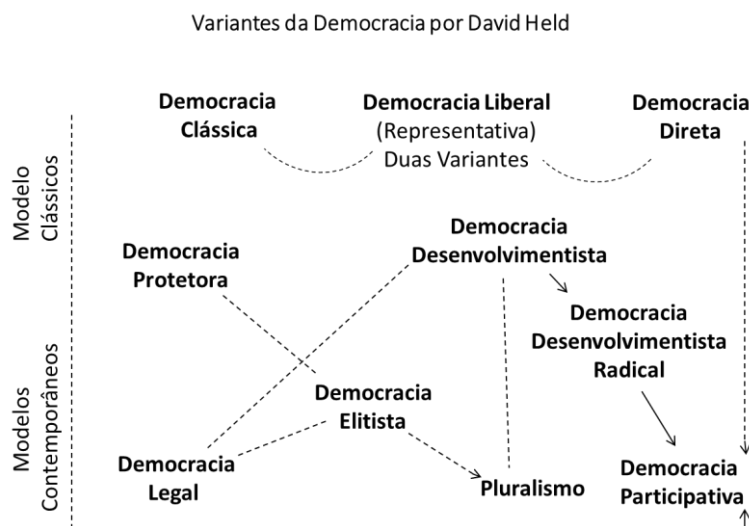 Variantes da Democracia por David Held
Democracia
Clássica
Democracia Liberal
(Representativa)
Duas Variantes
Democracia
Direta
Modelo
Clássicos
Democracia
Protetora
Democracia
Desenvolvimentista
Democracia
Desenvolvimentista
Radical
Modelos
Contemporâneos
Democracia
Elitista
Democracia
Legal
Pluralismo
Democracia
Participativa